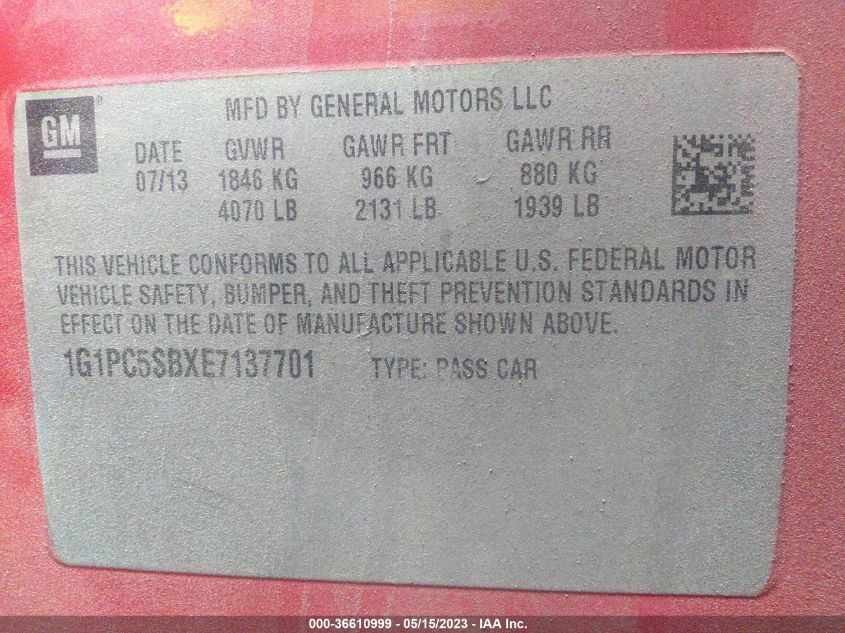 GM
MFD BY GENERAL MOTORS LLC
DATE GVWR GAWR FRT GAWR RR
07/13 1846 KG 966 KG 880 KG
4070 LB 2131 LB 1939 LB
THIS VEHICLE CONFORMS TO ALL APPLICABLE U.S. FEDERAL MOTOR
VEHICLE SAFETY, BUMPER, AND THEFT PREVENTION STANDARDS IN
EFFECT ON THE DATE OF MANUFACTURE SHOWN ABOVE.
1G1PC5SBXE7137701 TYPE: PASS CAR
000-36610999 - 05/15/2023 - IAA Inc.